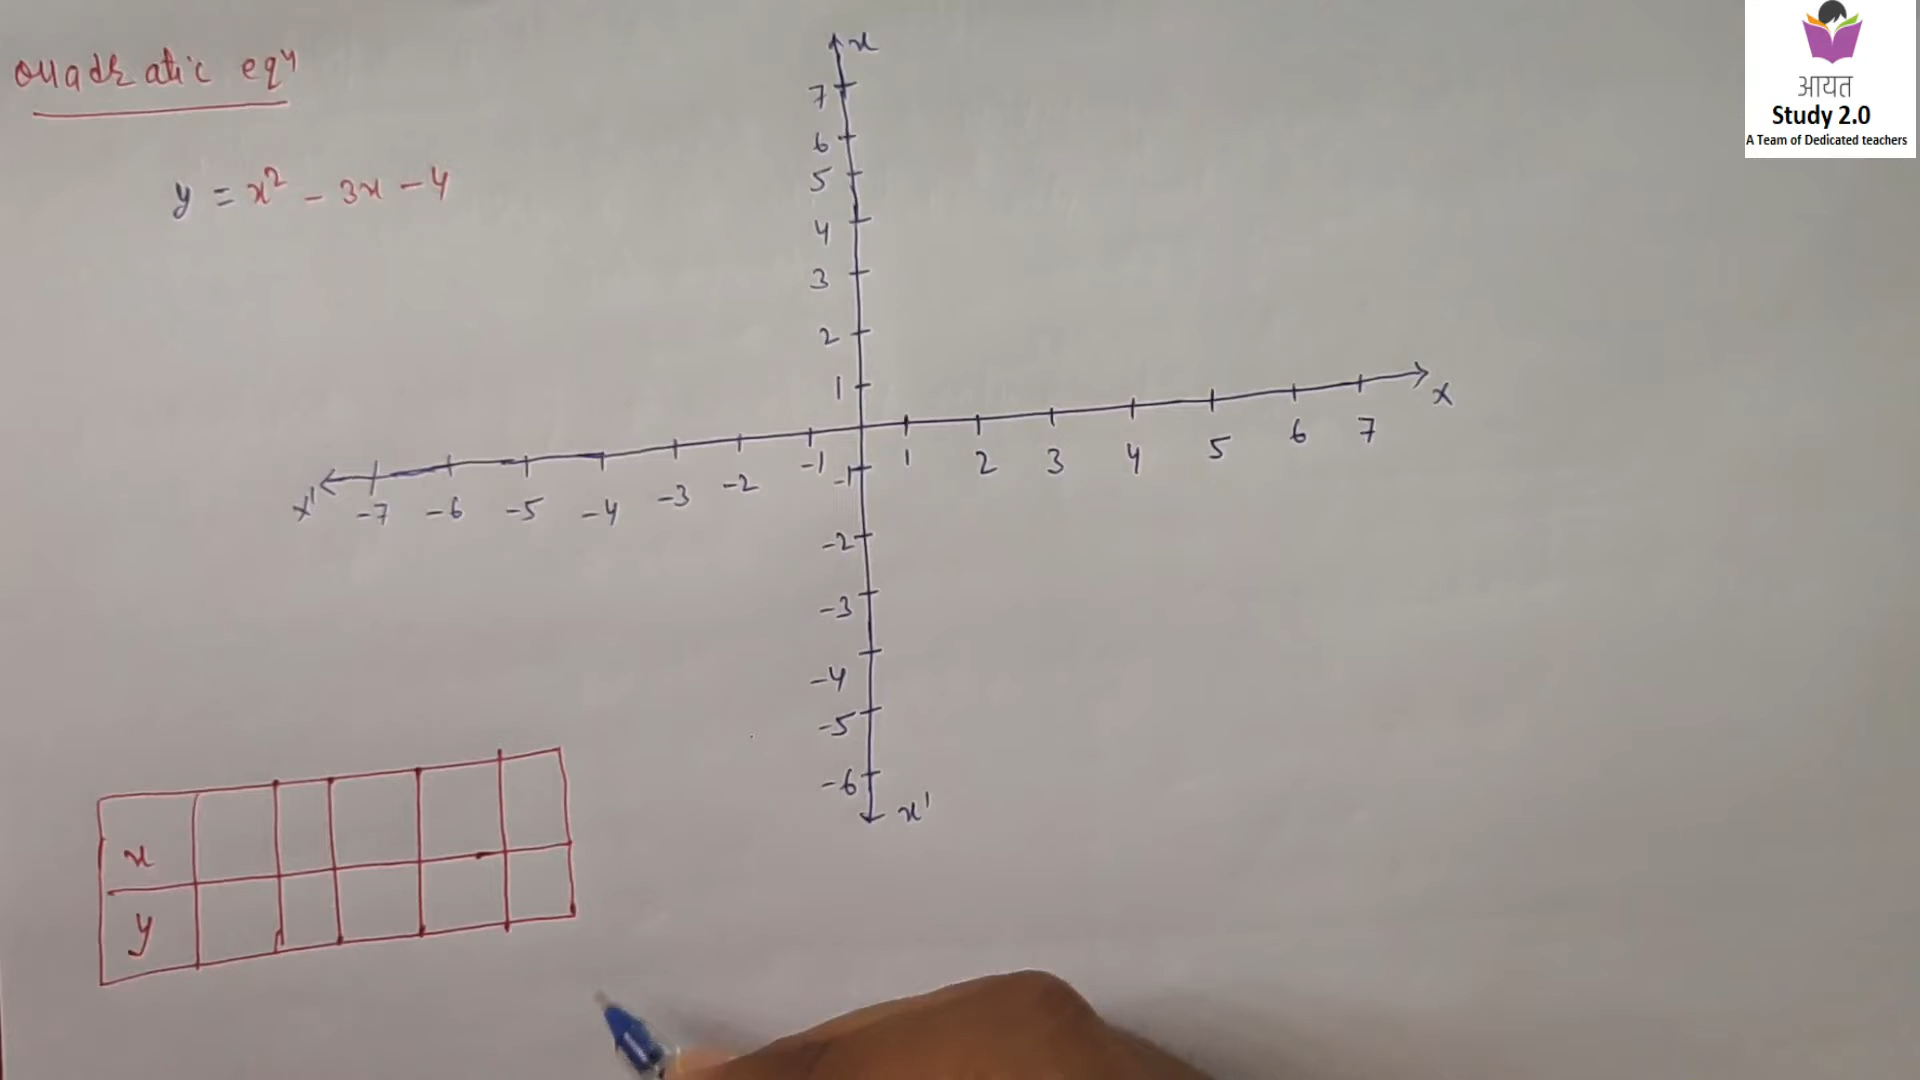 Quadratic eqn
y = x² - 3x - 4
आयत
Study 2.0
A Team of Dedicated teachers
x
7
6
5
4
3
2
1
x
x'
-7 -6 -5 -4 -3 -2 -1 1 2 3 4 5 6 7
-1
-2
-3
-4
-5
-6
x'
x
y